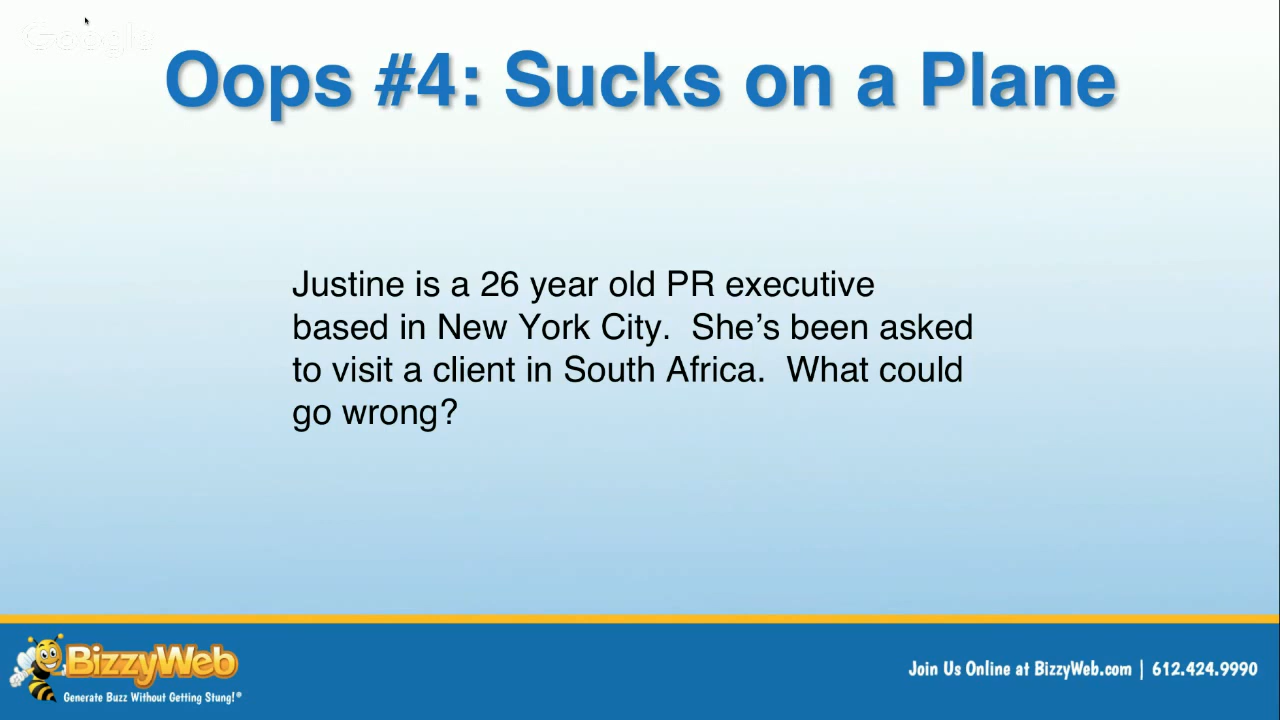 Google
Oops #4: Sucks on a Plane
Justine is a 26 year old PR executive
based in New York City.  She’s been asked
to visit a client in South Africa.  What could
go wrong?
BizzyWeb
Generate Buzz Without Getting Stung!®
Join Us Online at BizzyWeb.com | 612.424.9990